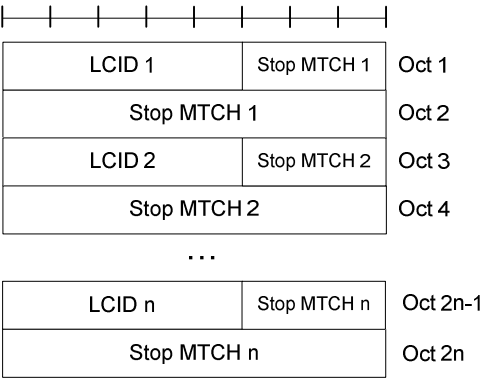 LCID 1 Stop MTCH 1 Oct 1
Stop MTCH 1 Oct 2
LCID 2 Stop MTCH 2 Oct 3
Stop MTCH 2 Oct 4
...
LCID n Stop MTCH n Oct 2n-1
Stop MTCH n Oct 2n